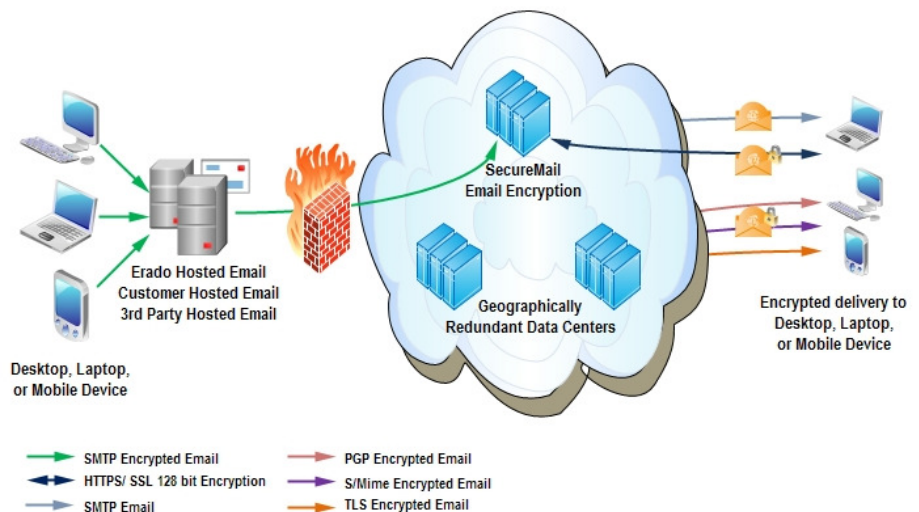 SecureMail
Email Encryption
Erado Hosted Email
Customer Hosted Email
3rd Party Hosted Email
Geographically
Redundant Data Centers
Encrypted delivery to
Desktop, Laptop,
or Mobile Device
Desktop, Laptop,
or Mobile Device
SMTP Encrypted Email
HTTPS/ SSL 128 bit Encryption
SMTP Email
PGP Encrypted Email
S/Mime Encrypted Email
TLS Encrypted Email